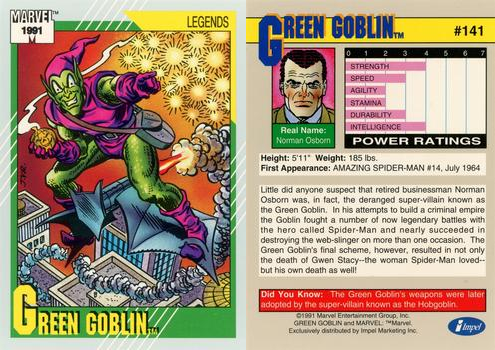 MARVEL™
1991
LEGENDS
J.Jr.
GREEN GOBLIN™
GREEN GOBLIN™
#141
0 1 2 3 4 5 6 7
STRENGTH
SPEED
AGILITY
STAMINA
DURABILITY
INTELLIGENCE
POWER RATINGS
Real Name:
Norman Osborn
Height: 5'11" Weight: 185 lbs.
First Appearance: AMAZING SPIDER-MAN #14, July 1964
Little did anyone suspect that retired businessman Norman
Osborn was, in fact, the deranged super-villain known as
the Green Goblin. In his attempts to build a criminal empire
the Goblin fought a number of now legendary battles with
the hero called Spider-Man and nearly succeeded in
destroying the web-slinger on more than one occasion. The
Green Goblin's final scheme, however, resulted in not only
the death of Gwen Stacy--the woman Spider-Man loved--
but his own death as well!
Did You Know: The Green Goblin's weapons were later
adopted by the super-villain known as the Hobgoblin.
©1991 Marvel Entertainment Group, Inc.
GREEN GOBLIN and MARVEL: ™Marvel.
Exclusively distributed by Impel Marketing Inc.
impel